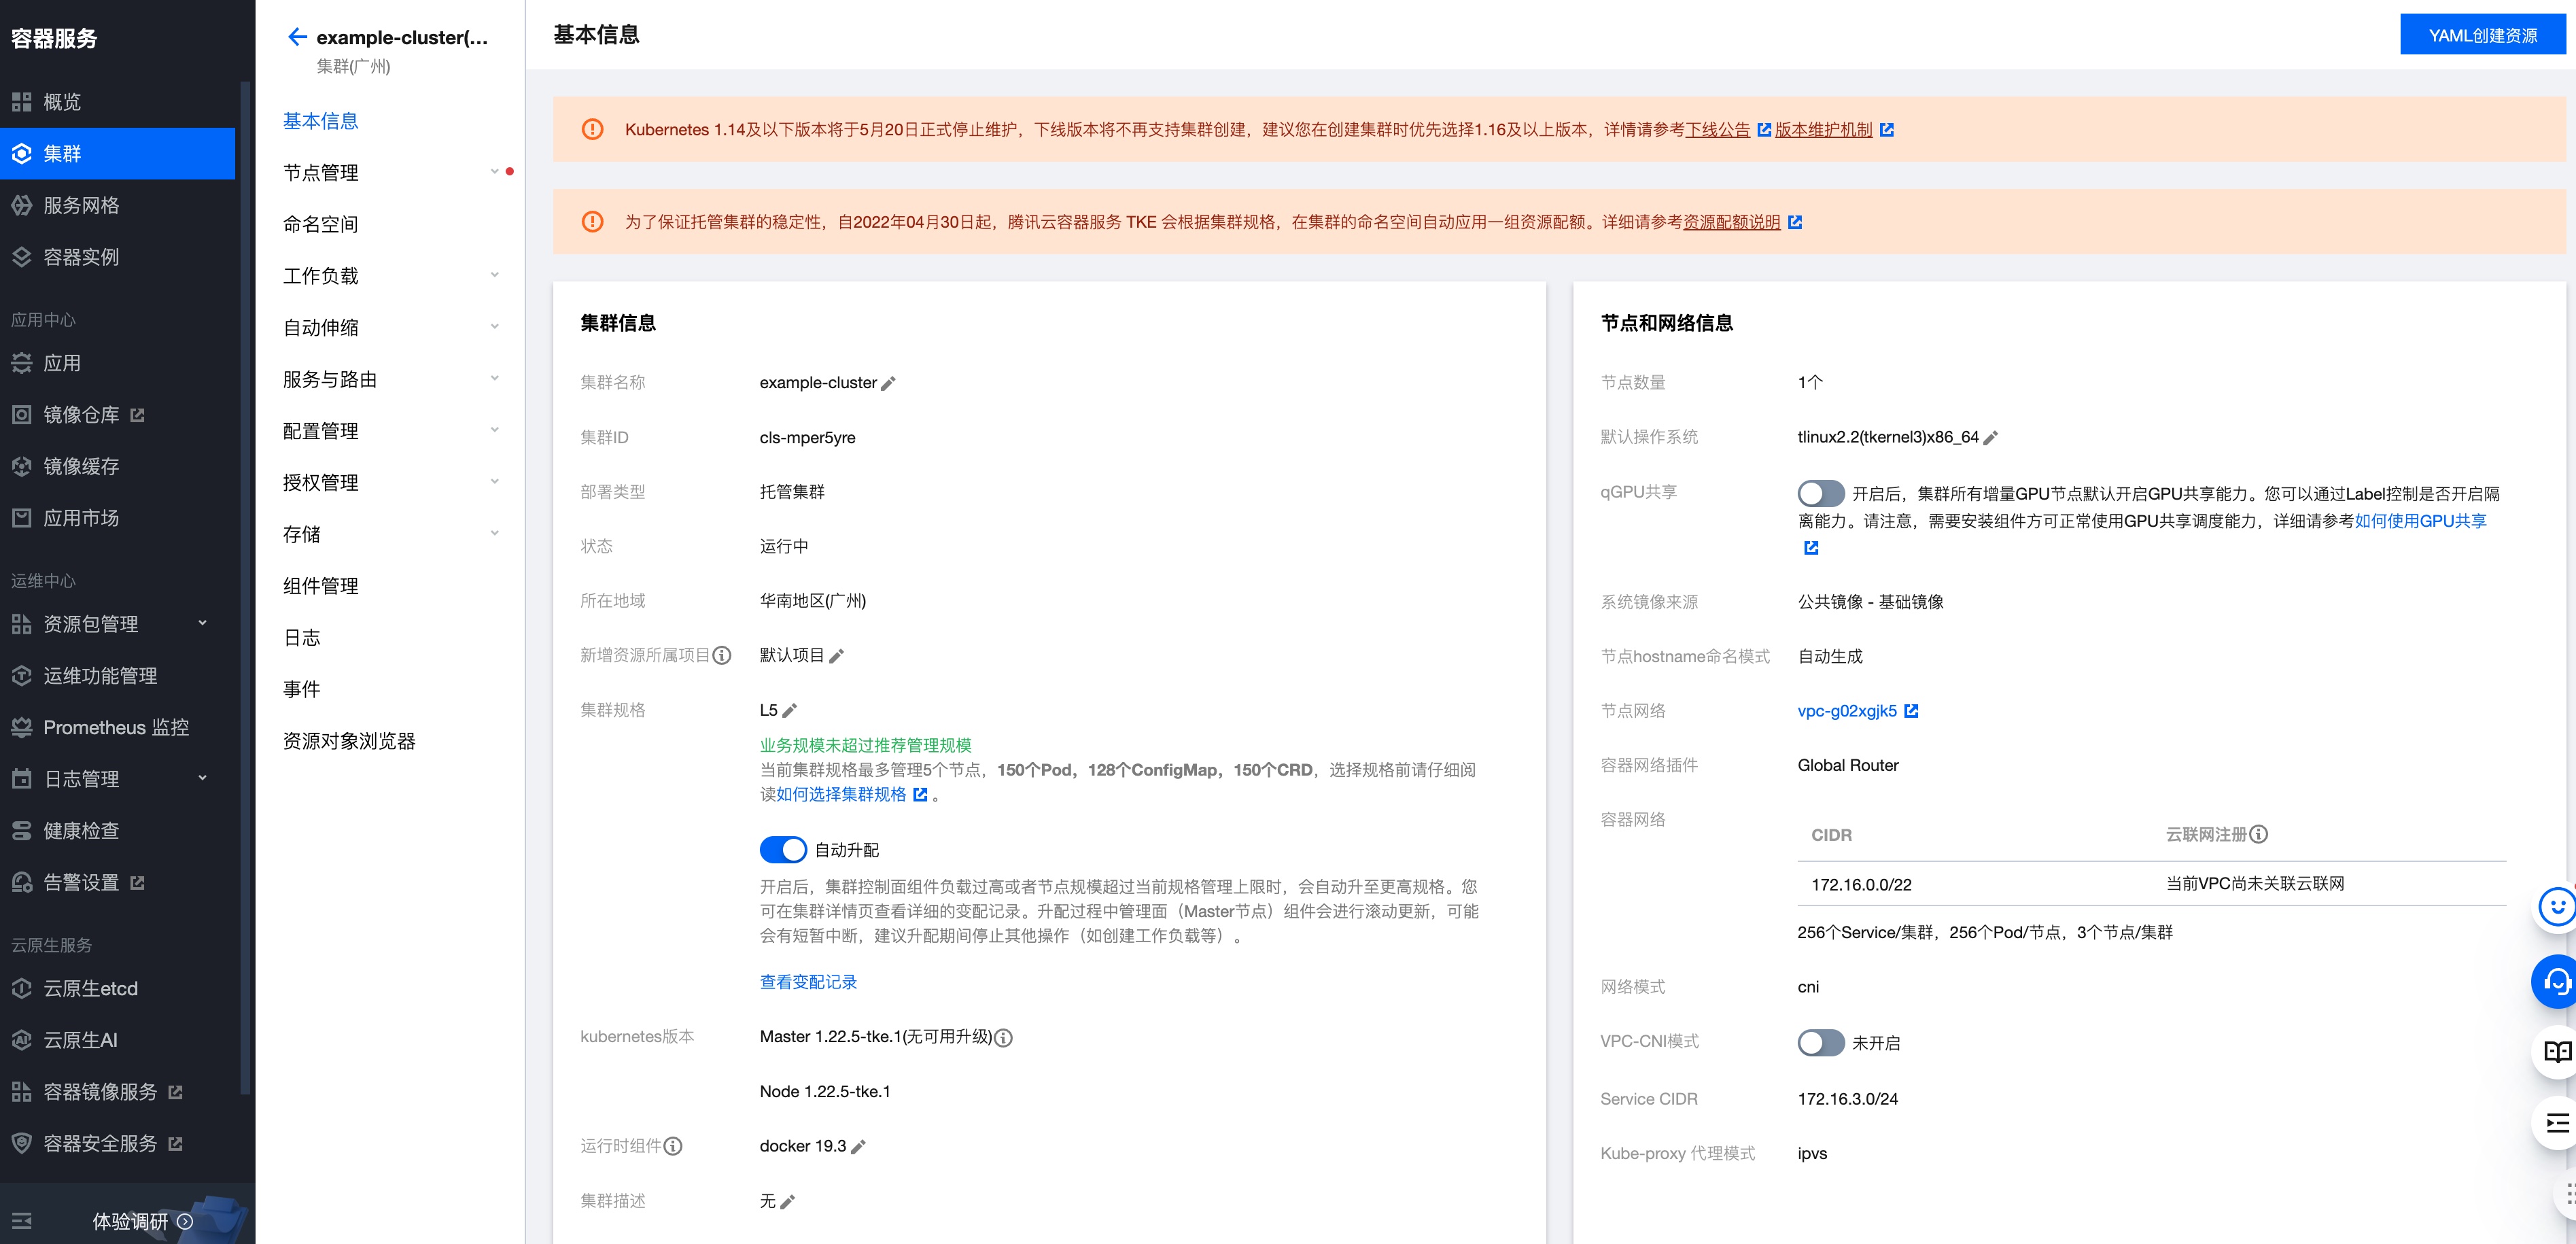 容器服务
概览
集群
服务网格
容器实例
应用中心
应用
镜像仓库
镜像缓存
应用市场
运维中心
资源包管理
运维功能管理
Prometheus 监控
日志管理
健康检查
告警设置
云原生服务
云原生etcd
云原生AI
容器镜像服务
容器安全服务
体验调研
example-cluster(...
集群(广州)
基本信息
节点管理
命名空间
工作负载
自动伸缩
服务与路由
配置管理
授权管理
存储
组件管理
日志
事件
资源对象浏览器
基本信息
YAML创建资源
Kubernetes 1.14及以下版本将于5月20日正式停止维护，下线版本将不再支持集群创建，建议您在创建集群时优先选择1.16及以上版本，详情请参考下线公告 版本维护机制
为了保证托管集群的稳定性，自2022年04月30日起，腾讯云容器服务 TKE 会根据集群规格，在集群的命名空间自动应用一组资源配额。详细请参考资源配额说明
集群信息
集群名称 example-cluster
集群ID cls-mper5yre
部署类型 托管集群
状态 运行中
所在地域 华南地区(广州)
新增资源所属项目 默认项目
集群规格 L5
业务规模未超过推荐管理规模
当前集群规格最多管理5个节点，150个Pod，128个ConfigMap，150个CRD，选择规格前请仔细阅
读如何选择集群规格 。
自动升配
开启后，集群控制面组件负载过高或者节点规模超过当前规格管理上限时，会自动升至更高规格。您
可在集群详情页查看详细的变配记录。升配过程中管理面（Master节点）组件会进行滚动更新，可能
会有短暂中断，建议升配期间停止其他操作（如创建工作负载等）。
查看变配记录
kubernetes版本 Master 1.22.5-tke.1(无可用升级)
Node 1.22.5-tke.1
运行时组件 docker 19.3
集群描述 无
节点和网络信息
节点数量 1个
默认操作系统 tlinux2.2(tkernel3)x86_64
qGPU共享 开启后，集群所有增量GPU节点默认开启GPU共享能力。您可以通过Label控制是否开启隔
离能力。请注意，需要安装组件方可正常使用GPU共享调度能力，详细请参考如何使用GPU共享
系统镜像来源 公共镜像 - 基础镜像
节点hostname命名模式 自动生成
节点网络 vpc-g02xgjk5
容器网络插件 Global Router
容器网络
CIDR 云联网注册
172.16.0.0/22 当前VPC尚未关联云联网
256个Service/集群，256个Pod/节点，3个节点/集群
网络模式 cni
VPC-CNI模式 未开启
Service CIDR 172.16.3.0/24
Kube-proxy 代理模式 ipvs